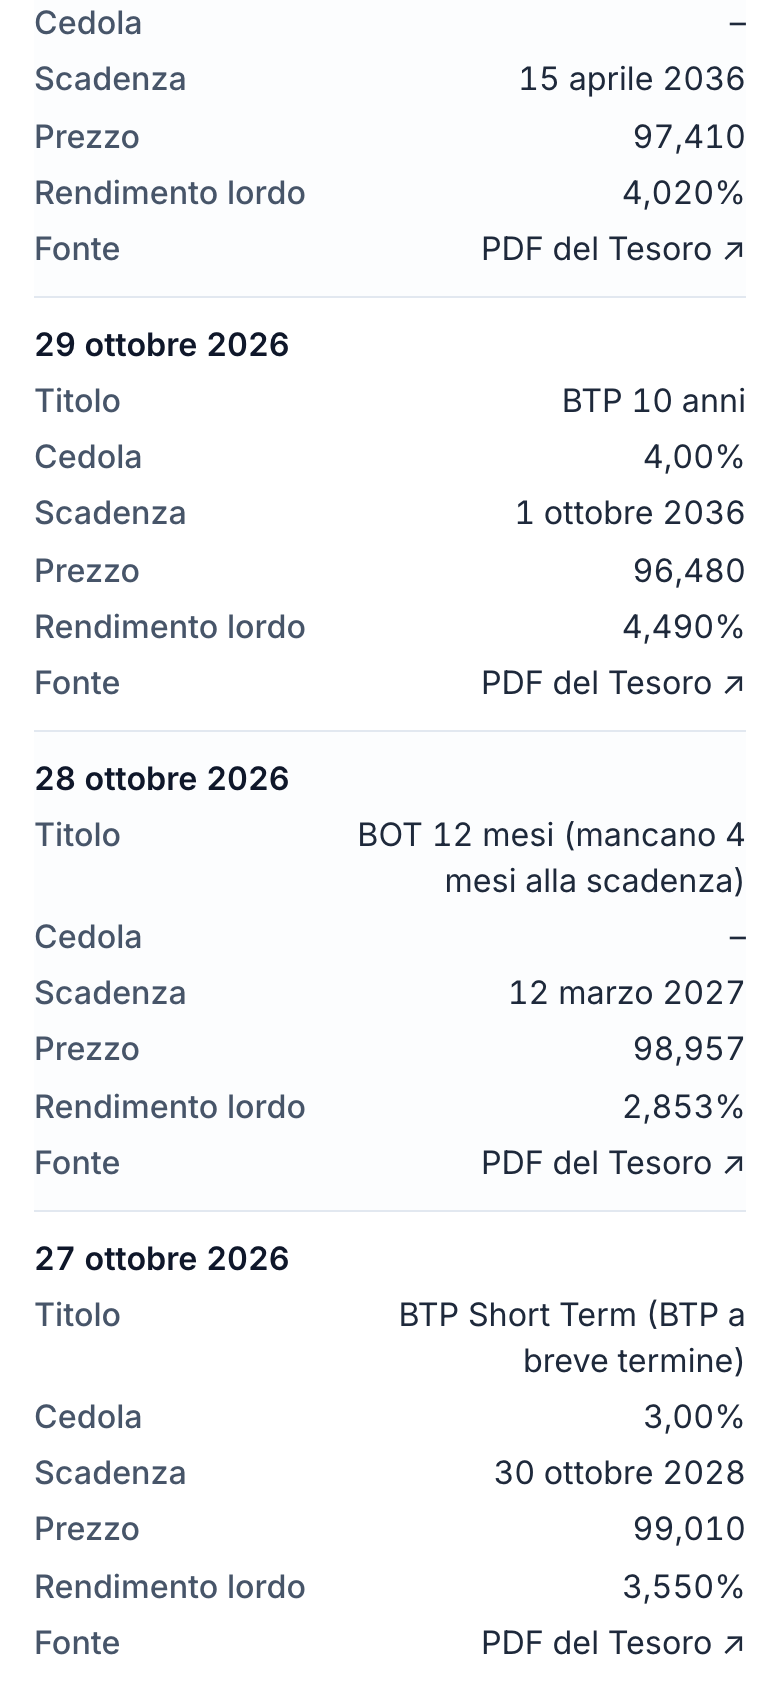 Cedola –
Scadenza 15 aprile 2036
Prezzo 97,410
Rendimento lordo 4,020%
Fonte PDF del Tesoro ↗
29 ottobre 2026
Titolo BTP 10 anni
Cedola 4,00%
Scadenza 1 ottobre 2036
Prezzo 96,480
Rendimento lordo 4,490%
Fonte PDF del Tesoro ↗
28 ottobre 2026
Titolo BOT 12 mesi (mancano 4
mesi alla scadenza)
Cedola –
Scadenza 12 marzo 2027
Prezzo 98,957
Rendimento lordo 2,853%
Fonte PDF del Tesoro ↗
27 ottobre 2026
Titolo BTP Short Term (BTP a
breve termine)
Cedola 3,00%
Scadenza 30 ottobre 2028
Prezzo 99,010
Rendimento lordo 3,550%
Fonte PDF del Tesoro ↗